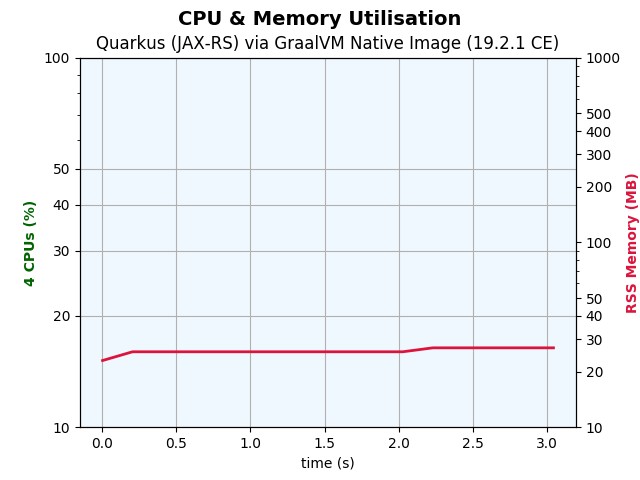 CPU & Memory Utilisation
Quarkus (JAX-RS) via GraalVM Native Image (19.2.1 CE)
100
50
40
30
20
10
4 CPUs (%)
1000
500
400
300
200
100
50
40
30
20
10
RSS Memory (MB)
0.0 0.5 1.0 1.5 2.0 2.5 3.0
time (s)